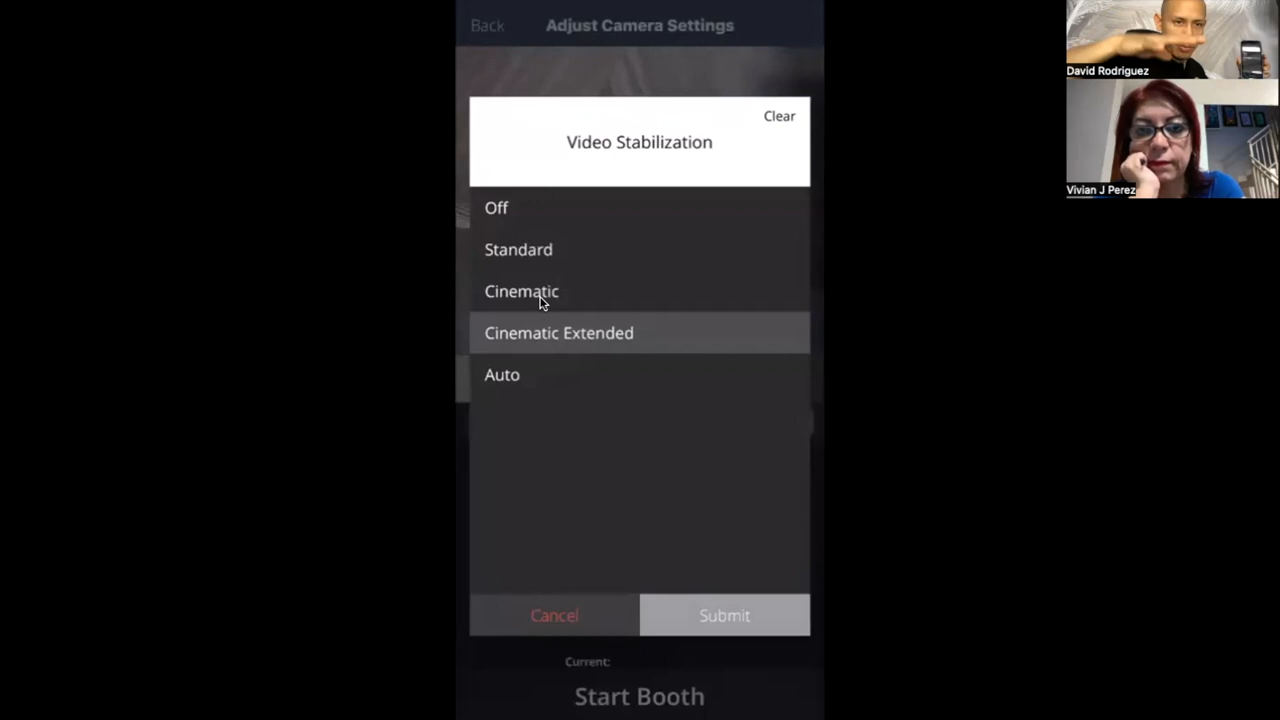 Back
Adjust Camera Settings
Clear
Video Stabilization
Off
Standard
Cinematic
Cinematic Extended
Auto
Cancel
Submit
Current:
Start Booth
David Rodriguez
Vivian J Perez